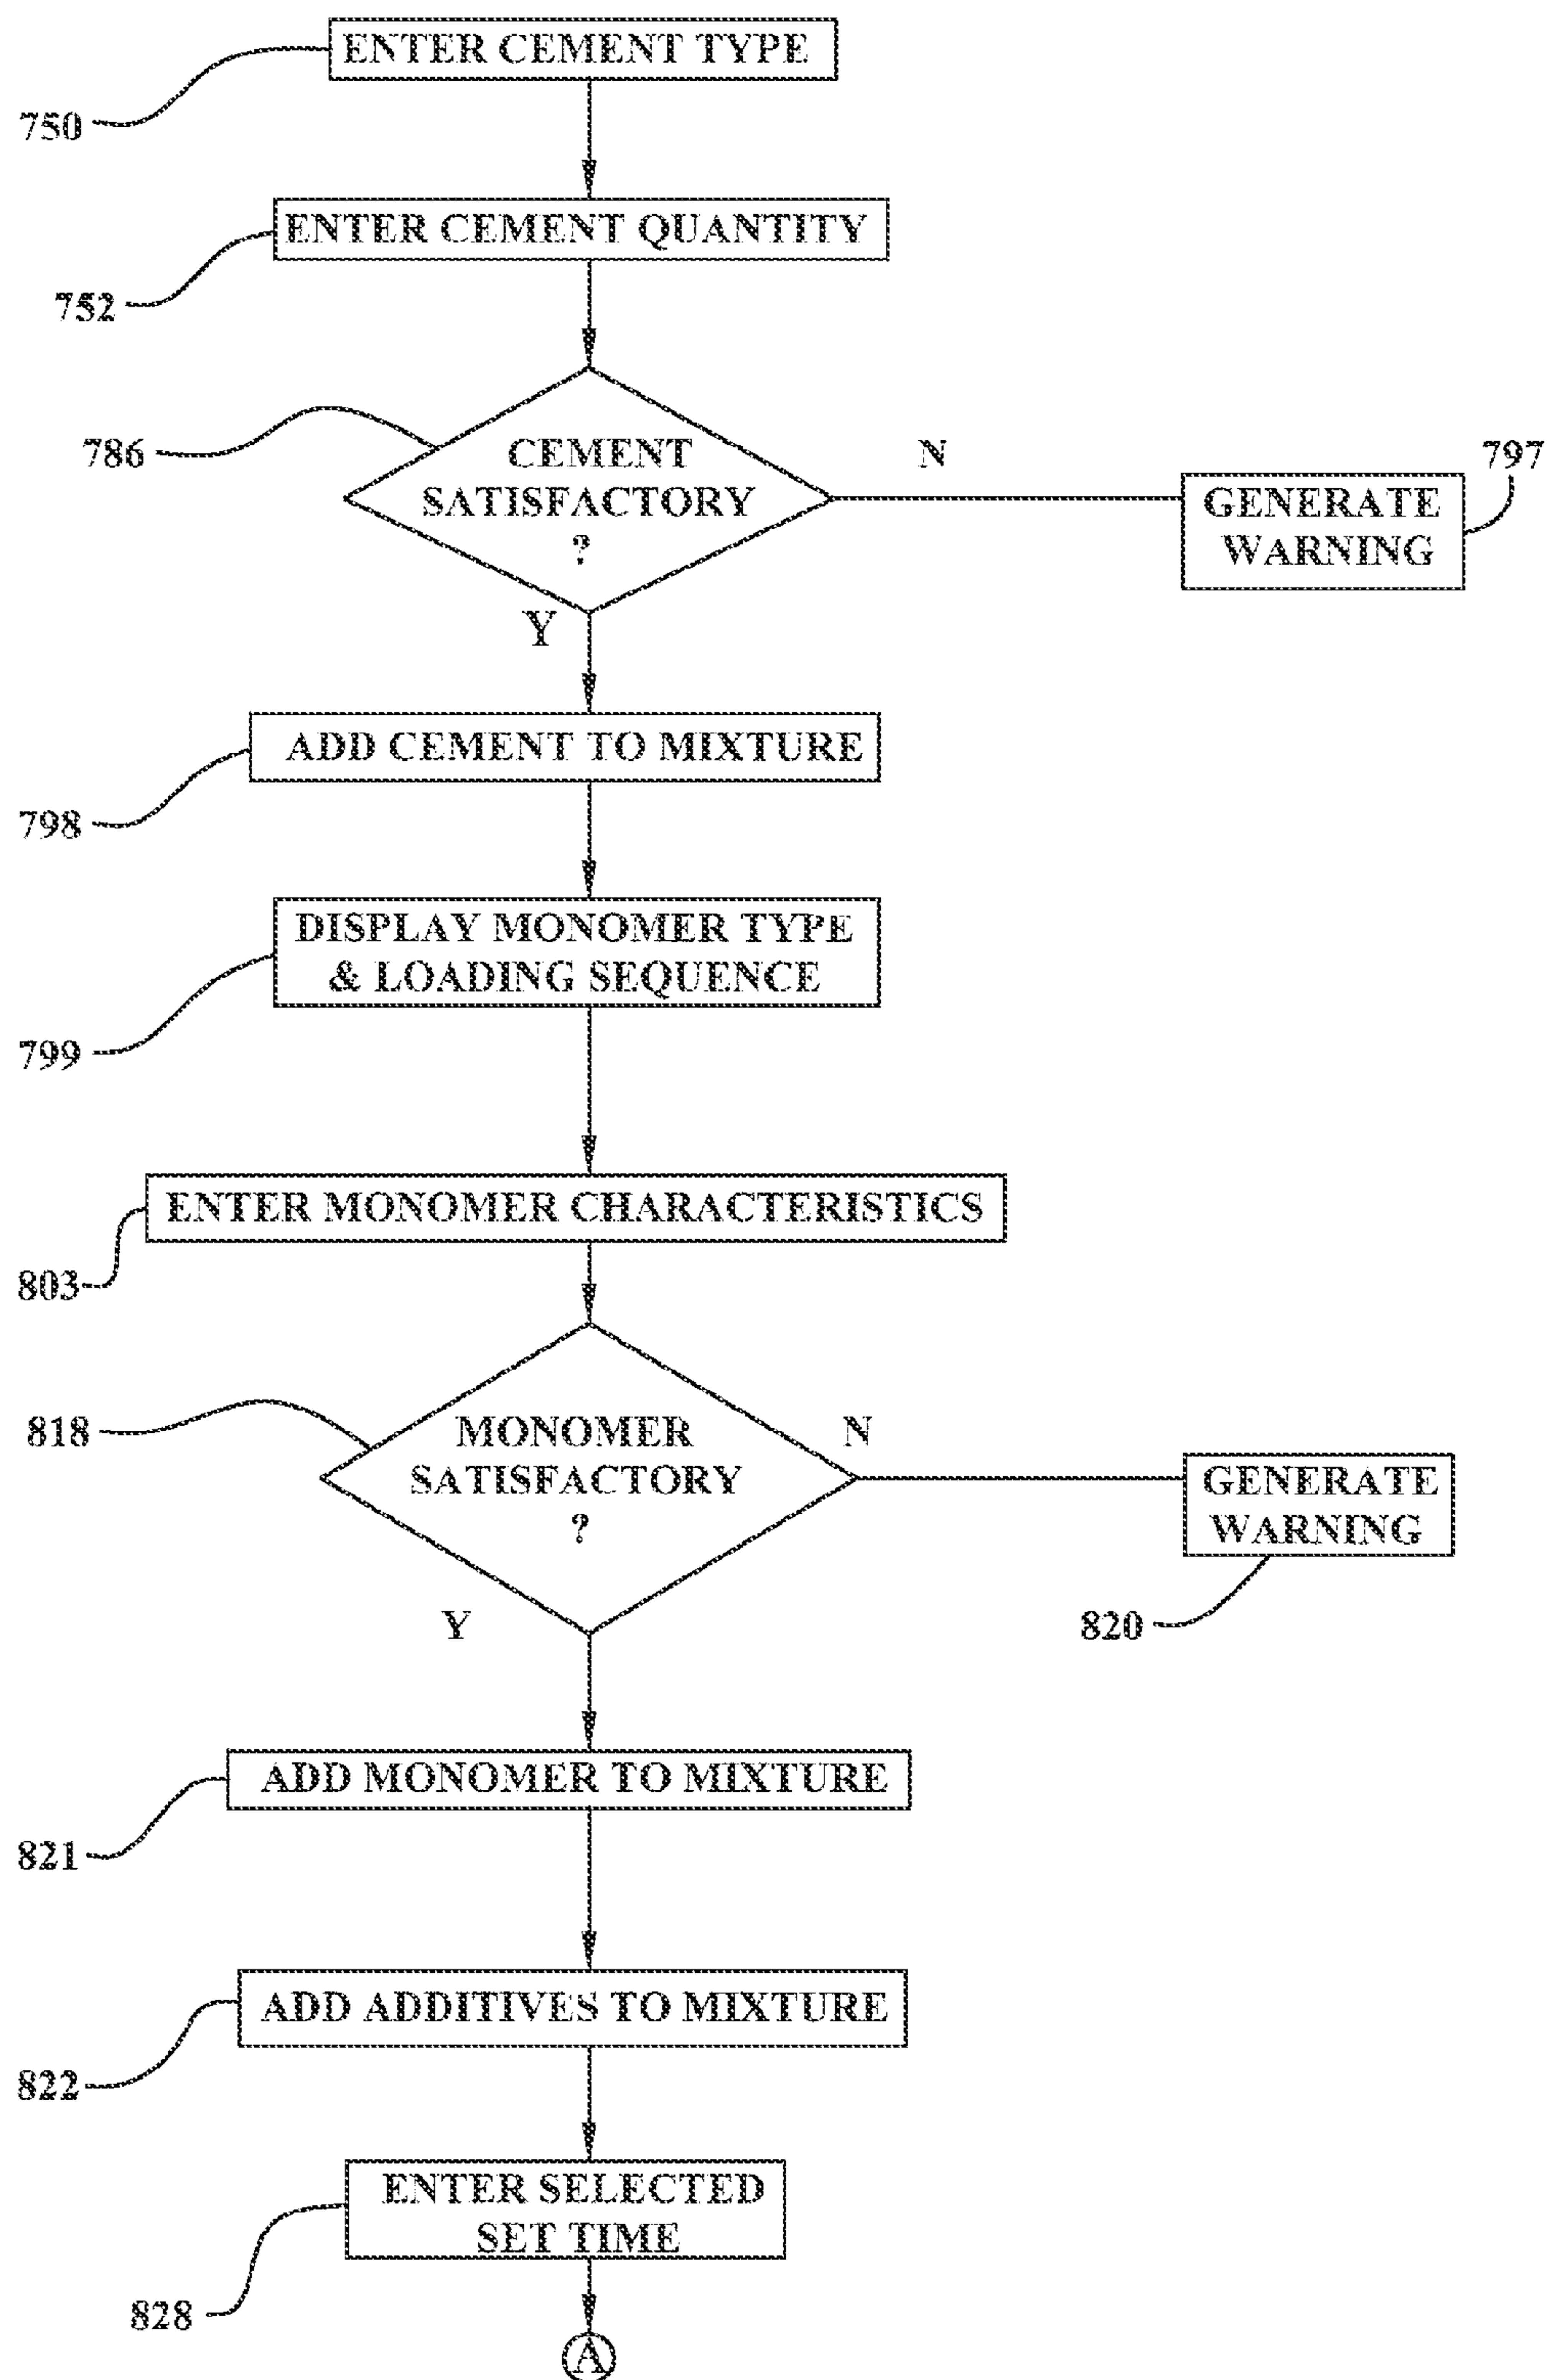 ENTER CEMENT TYPE
750
ENTER CEMENT QUANTITY
752
786
CEMENT
SATISFACTORY
?
N
797
GENERATE
WARNING
Y
ADD CEMENT TO MIXTURE
798
DISPLAY MONOMER TYPE
& LOADING SEQUENCE
799
ENTER MONOMER CHARACTERISTICS
803
818
MONOMER
SATISFACTORY
?
N
GENERATE
WARNING
820
Y
ADD MONOMER TO MIXTURE
821
ADD ADDITIVES TO MIXTURE
822
ENTER SELECTED
SET TIME
828
A